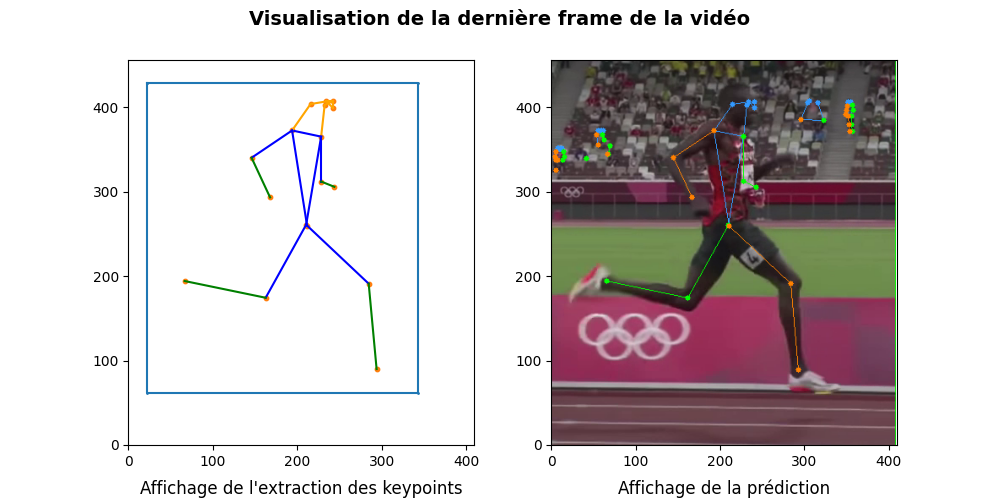 Visualisation de la dernière frame de la vidéo
400
300
200
100
0
0 100 200 300 400
Affichage de l'extraction des keypoints
400
300
200
100
0
4
0 100 200 300 400
Affichage de la prédiction